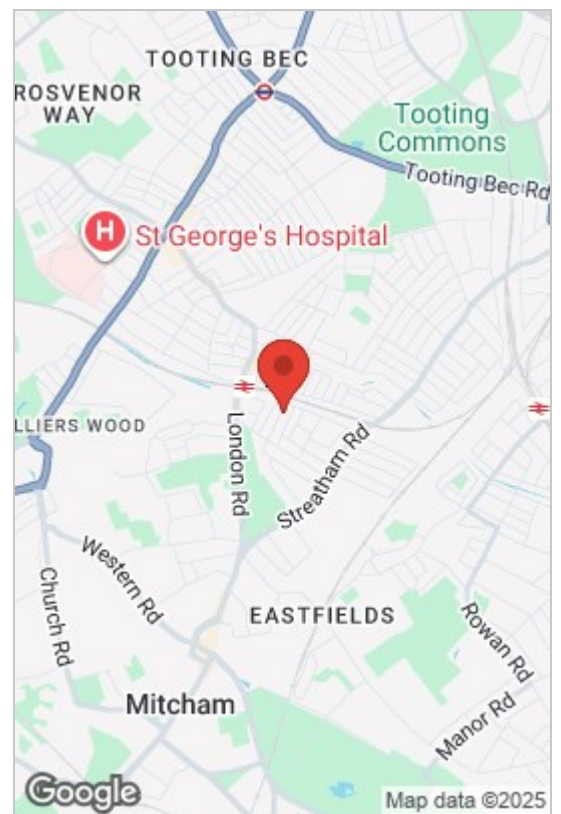 TOOTING BEC
ROSVENOR
WAY
Tooting
Commons
Tooting Bec Rd
H
St George's Hospital
LLIERS WOOD
London Rd
Streatham Rd
Western Rd
Church Rd
EASTFIELDS
Rowan Rd
Mitcham
Manor Rd
Google
Map data ©2025